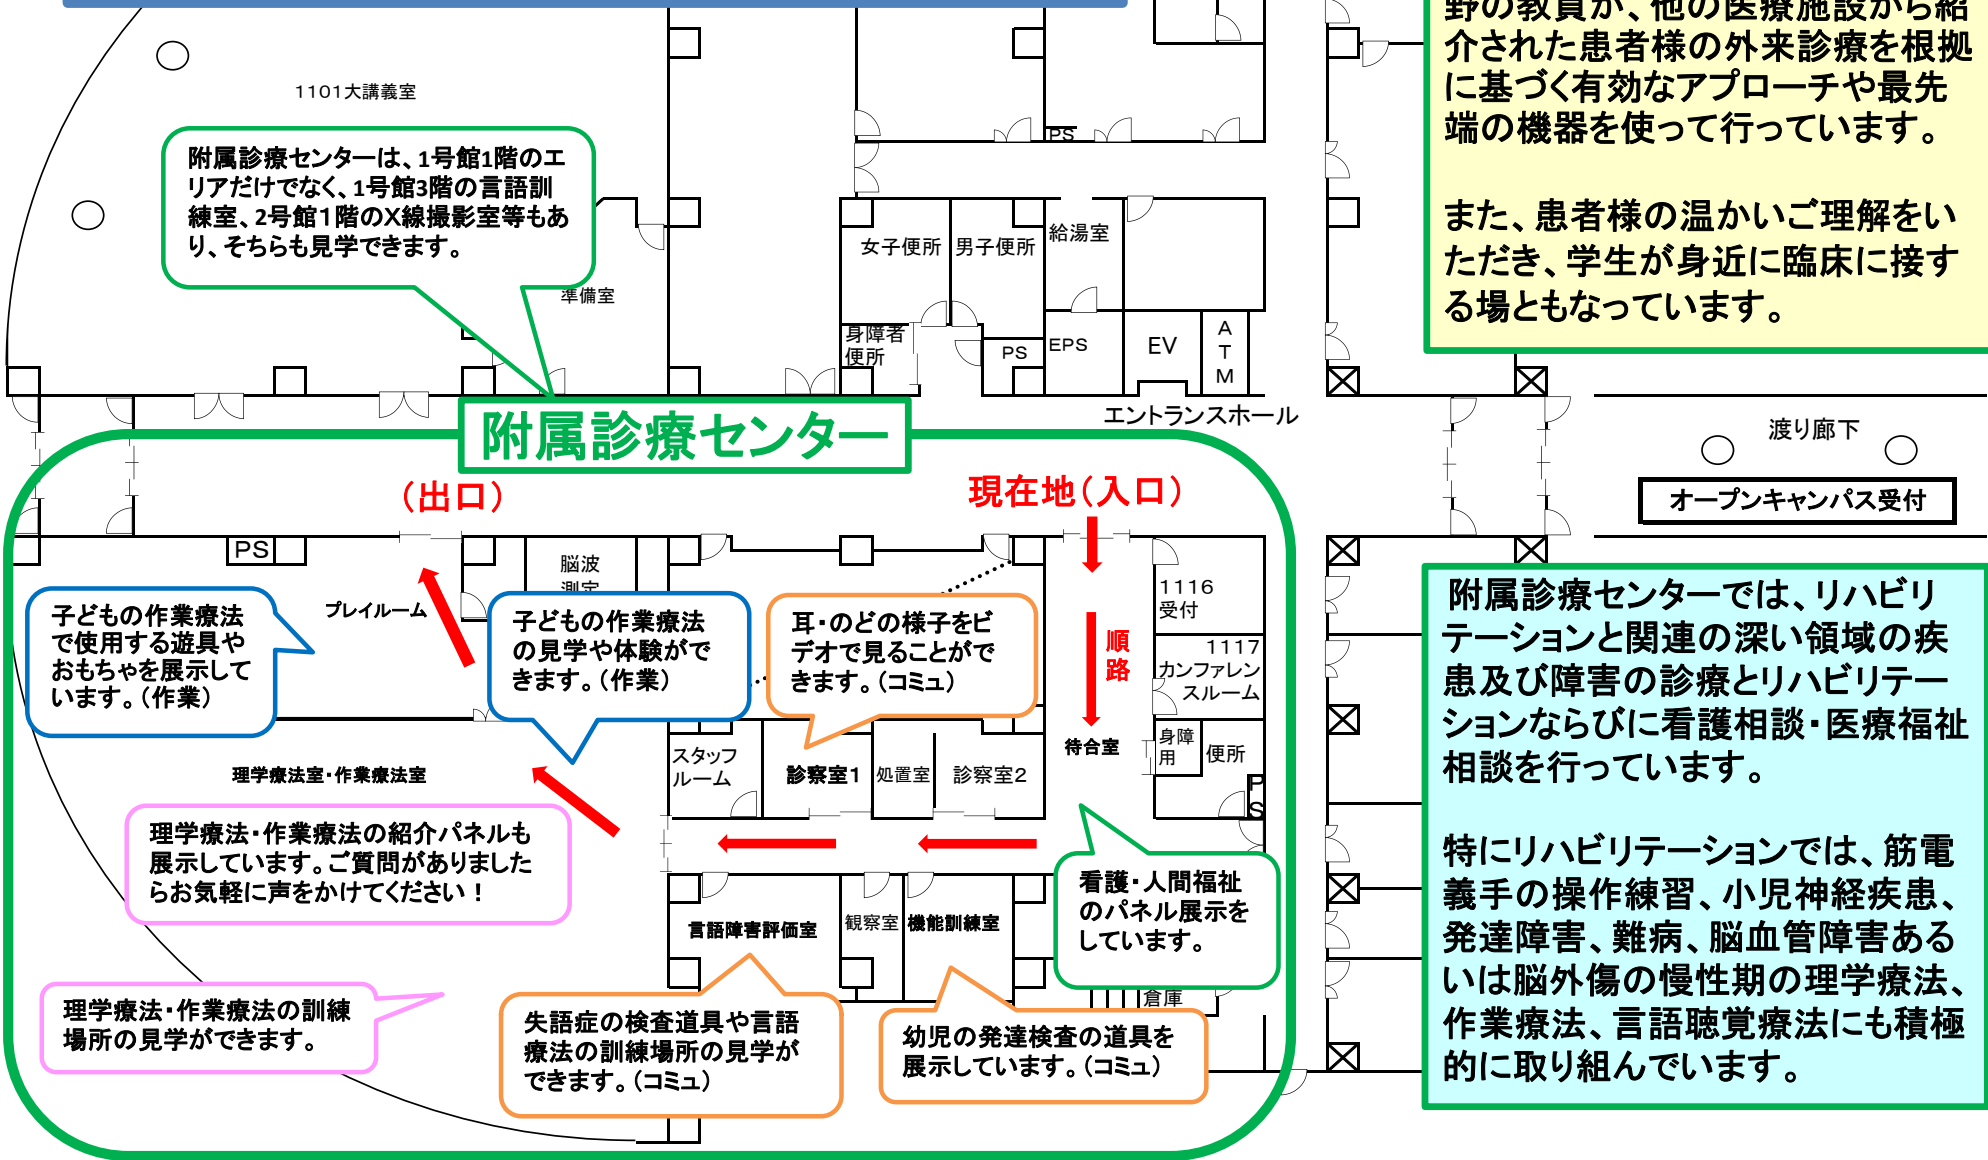 1101大講義室
附属診療センターは、1号館1階のエ
リアだけでなく、1号館3階の言語訓
練室、2号館1階のX線撮影室等もあ
り、そちらも見学できます。
準備室
PS
女子便所
男子便所
給湯室
身障者
便所
PS
EPS
EV
A
T
M
エントランスホール
野の教員が、他の医療施設から紹
介された患者様の外来診療を根拠
に基づく有効なアプローチや最先
端の機器を使って行っています。
また、患者様の温かいご理解をい
ただき、学生が身近に臨床に接す
る場ともなっています。
附属診療センター
渡り廊下
オープンキャンパス受付
(出口)
現在地(入口)
PS
脳波
測定
プレイルーム
子どもの作業療法
で使用する遊具や
おもちゃを展示して
います。(作業)
子どもの作業療法
の見学や体験がで
きます。(作業)
耳・のどの様子をビ
デオで見ることがで
きます。(コミュ)
順
路
1116
受付
1117
カンファレン
スルーム
スタッフ
ルーム
診察室1
処置室
診察室2
待合室
身障
用
便所
PS
理学療法室・作業療法室
理学療法・作業療法の紹介パネルも
展示しています。ご質問がありました
らお気軽に声をかけてください！
言語障害評価室
観察室
機能訓練室
看護・人間福祉
のパネル展示を
しています。
倉庫
理学療法・作業療法の訓練
場所の見学ができます。
失語症の検査道具や言語
療法の訓練場所の見学が
できます。(コミュ)
幼児の発達検査の道具を
展示しています。(コミュ)
附属診療センターでは、リハビリ
テーションと関連の深い領域の疾
患及び障害の診療とリハビリテー
ションならびに看護相談・医療福祉
相談を行っています。
特にリハビリテーションでは、筋電
義手の操作練習、小児神経疾患、
発達障害、難病、脳血管障害ある
いは脳外傷の慢性期の理学療法、
作業療法、言語聴覚療法にも積極
的に取り組んでいます。